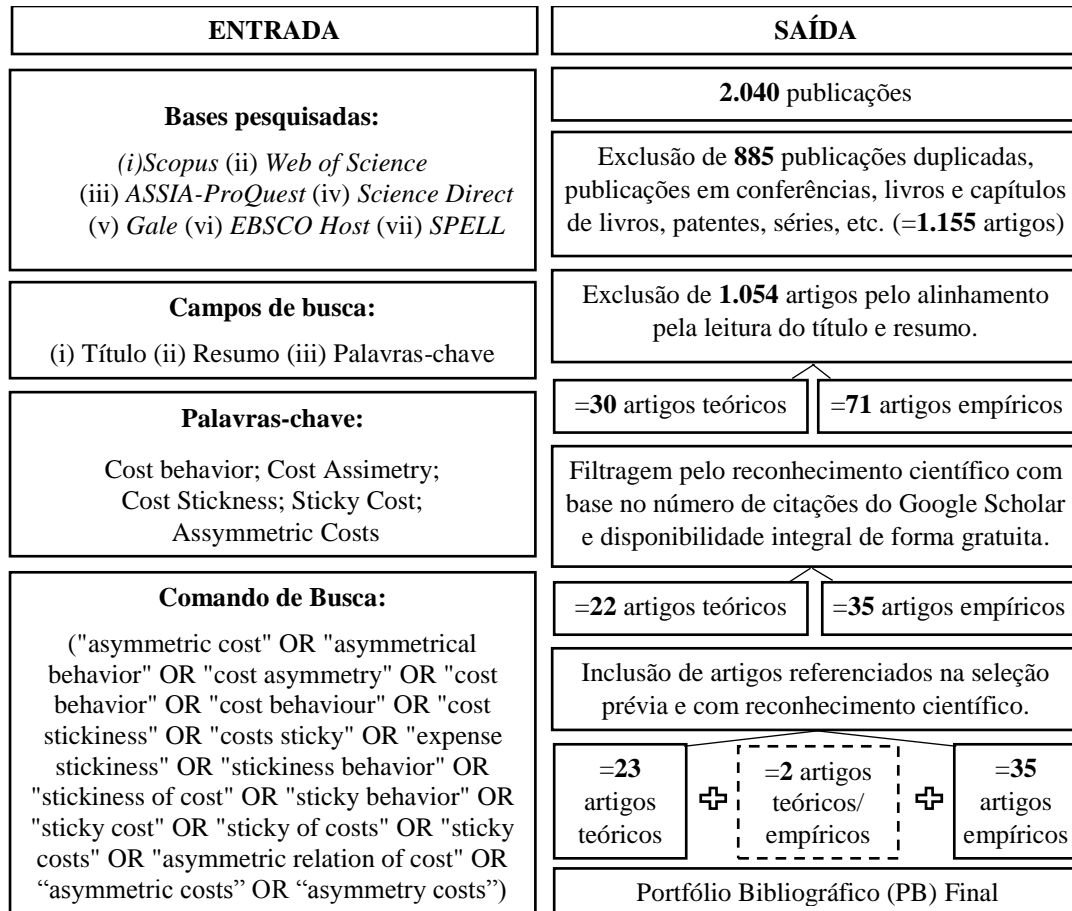 ENTRADA
Bases pesquisadas:
(i)Scopus (ii) Web of Science
(iii) ASSIA-ProQuest (iv) Science Direct
(v) Gale (vi) EBSCO Host (vii) SPELL
Campos de busca:
(i) Título (ii) Resumo (iii) Palavras-chave
Palavras-chave:
Cost behavior; Cost Assimetry;
Cost Stickness; Sticky Cost;
Assymmetric Costs
Comando de Busca:
("asymmetric cost" OR "asymmetrical
behavior" OR "cost asymmetry" OR "cost
behavior" OR "cost behaviour" OR "cost
stickiness" OR "costs sticky" OR "expense
stickiness" OR "stickiness behavior" OR
"stickiness of cost" OR "sticky behavior" OR
"sticky cost" OR "sticky of costs" OR "sticky
costs" OR "asymmetric relation of cost" OR
“asymmetric costs” OR “asymmetry costs”)
SAÍDA
2.040 publicações
Exclusão de 885 publicações duplicadas,
publicações em conferências, livros e capítulos
de livros, patentes, séries, etc. (=1.155 artigos)
Exclusão de 1.054 artigos pelo alinhamento
pela leitura do título e resumo.
=30 artigos teóricos
=71 artigos empíricos
Filtragem pelo reconhecimento científico com
base no número de citações do Google Scholar
e disponibilidade integral de forma gratuita.
=22 artigos teóricos
=35 artigos empíricos
Inclusão de artigos referenciados na seleção
prévia e com reconhecimento científico.
=23
artigos
teóricos
=2 artigos
teóricos/
empíricos
=35
artigos
empíricos
Portfólio Bibliográfico (PB) Final